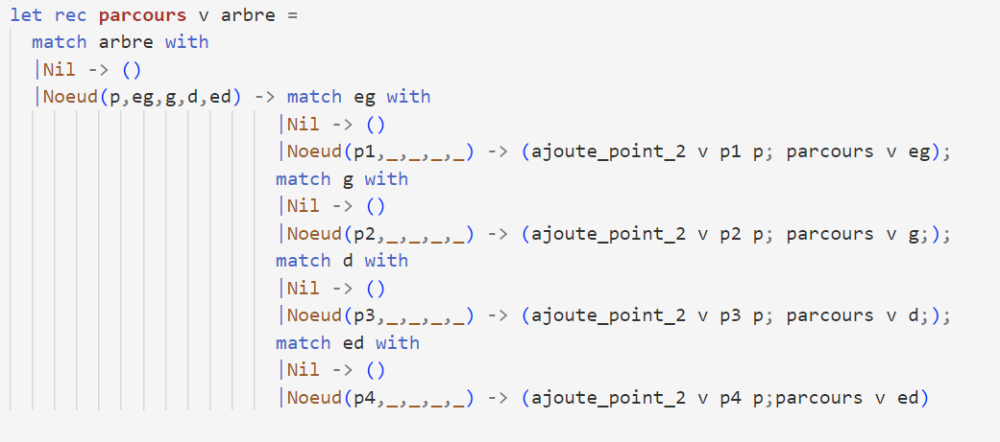 let rec parcours v arbre =
match arbre with
|Nil -> ()
|Noeud(p,eg,g,d,ed) -> match eg with
|Nil -> ()
|Noeud(p1,_,_,_,_) -> (ajoute_point_2 v p1 p; parcours v eg);
match g with
|Nil -> ()
|Noeud(p2,_,_,_,_) -> (ajoute_point_2 v p2 p; parcours v g;);
match d with
|Nil -> ()
|Noeud(p3,_,_,_,_) -> (ajoute_point_2 v p3 p; parcours v d;);
match ed with
|Nil -> ()
|Noeud(p4,_,_,_,_) -> (ajoute_point_2 v p4 p;parcours v ed)